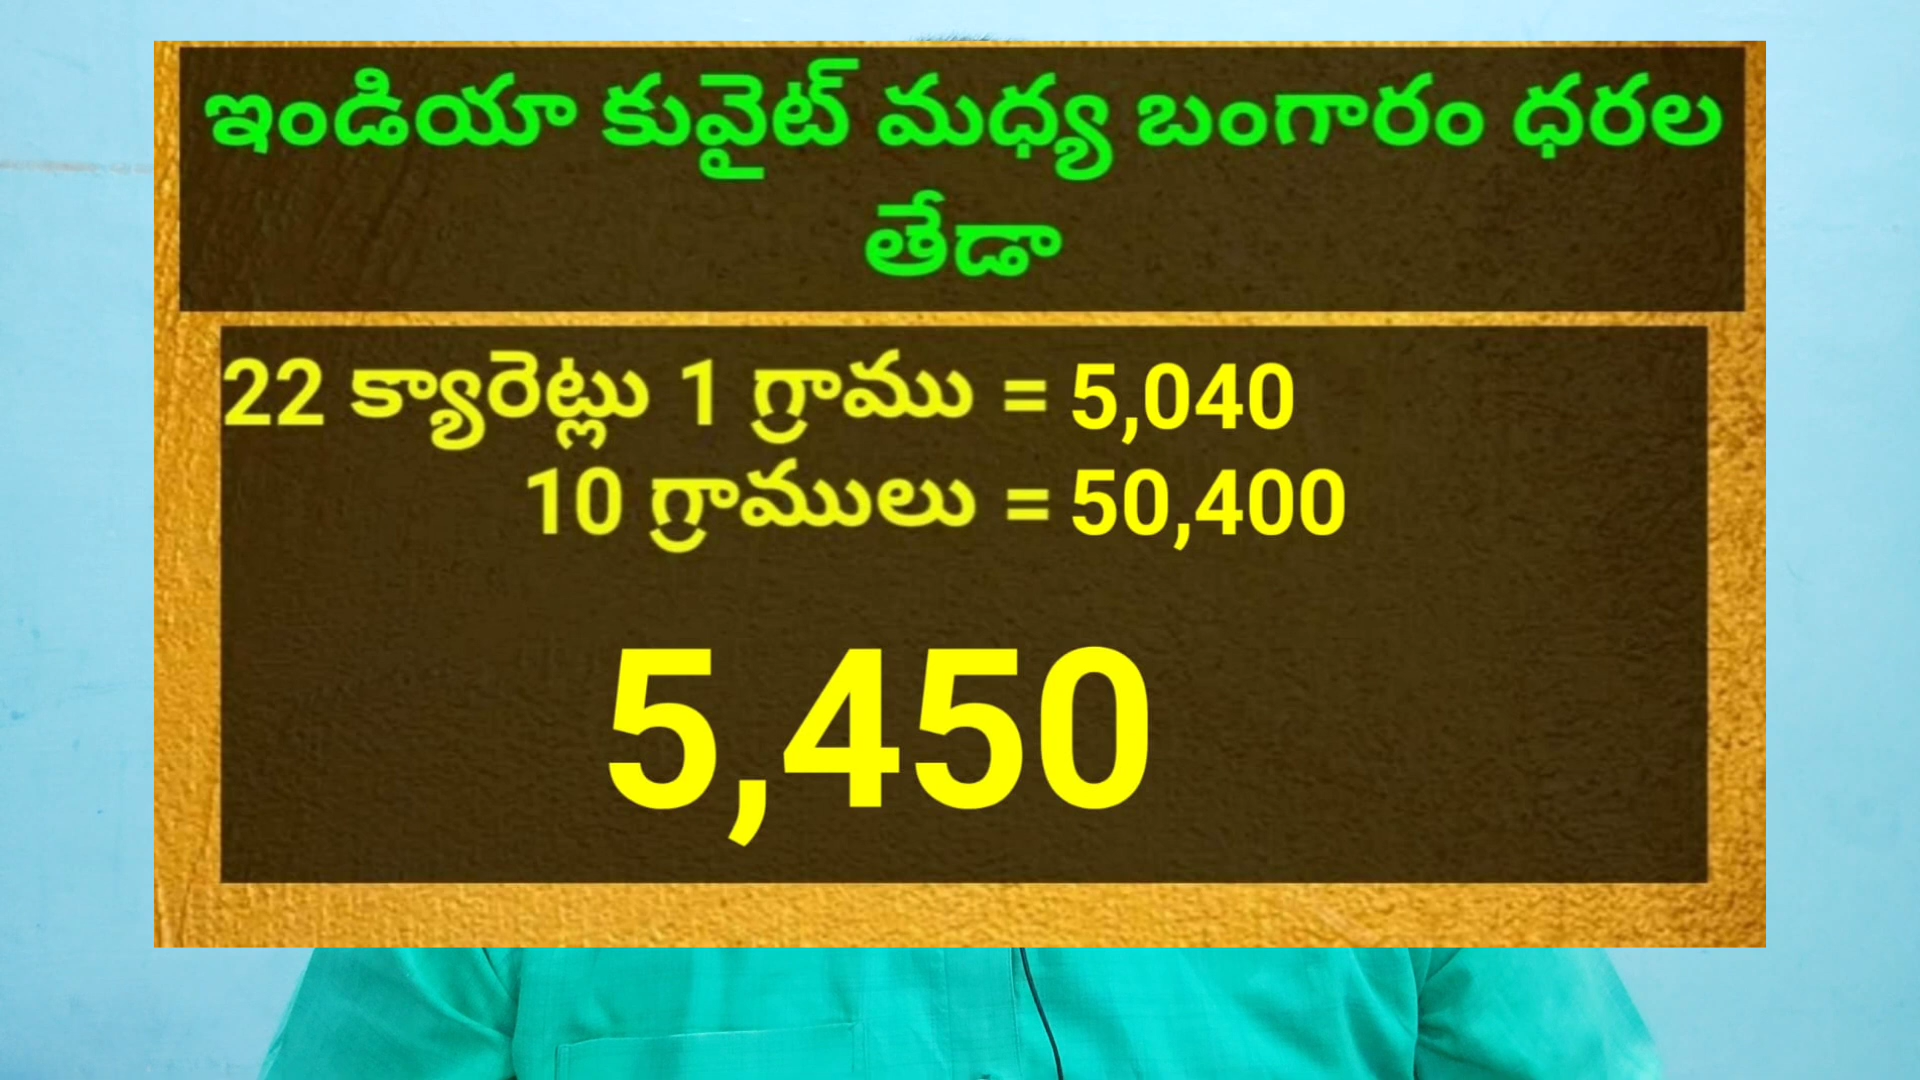 ఇండియా కువైట్ మధ్య బంగారం ధరల
తేడా
22 క్యారెట్లు 1 గ్రాము = 5,040
10 గ్రాములు = 50,400
5,450